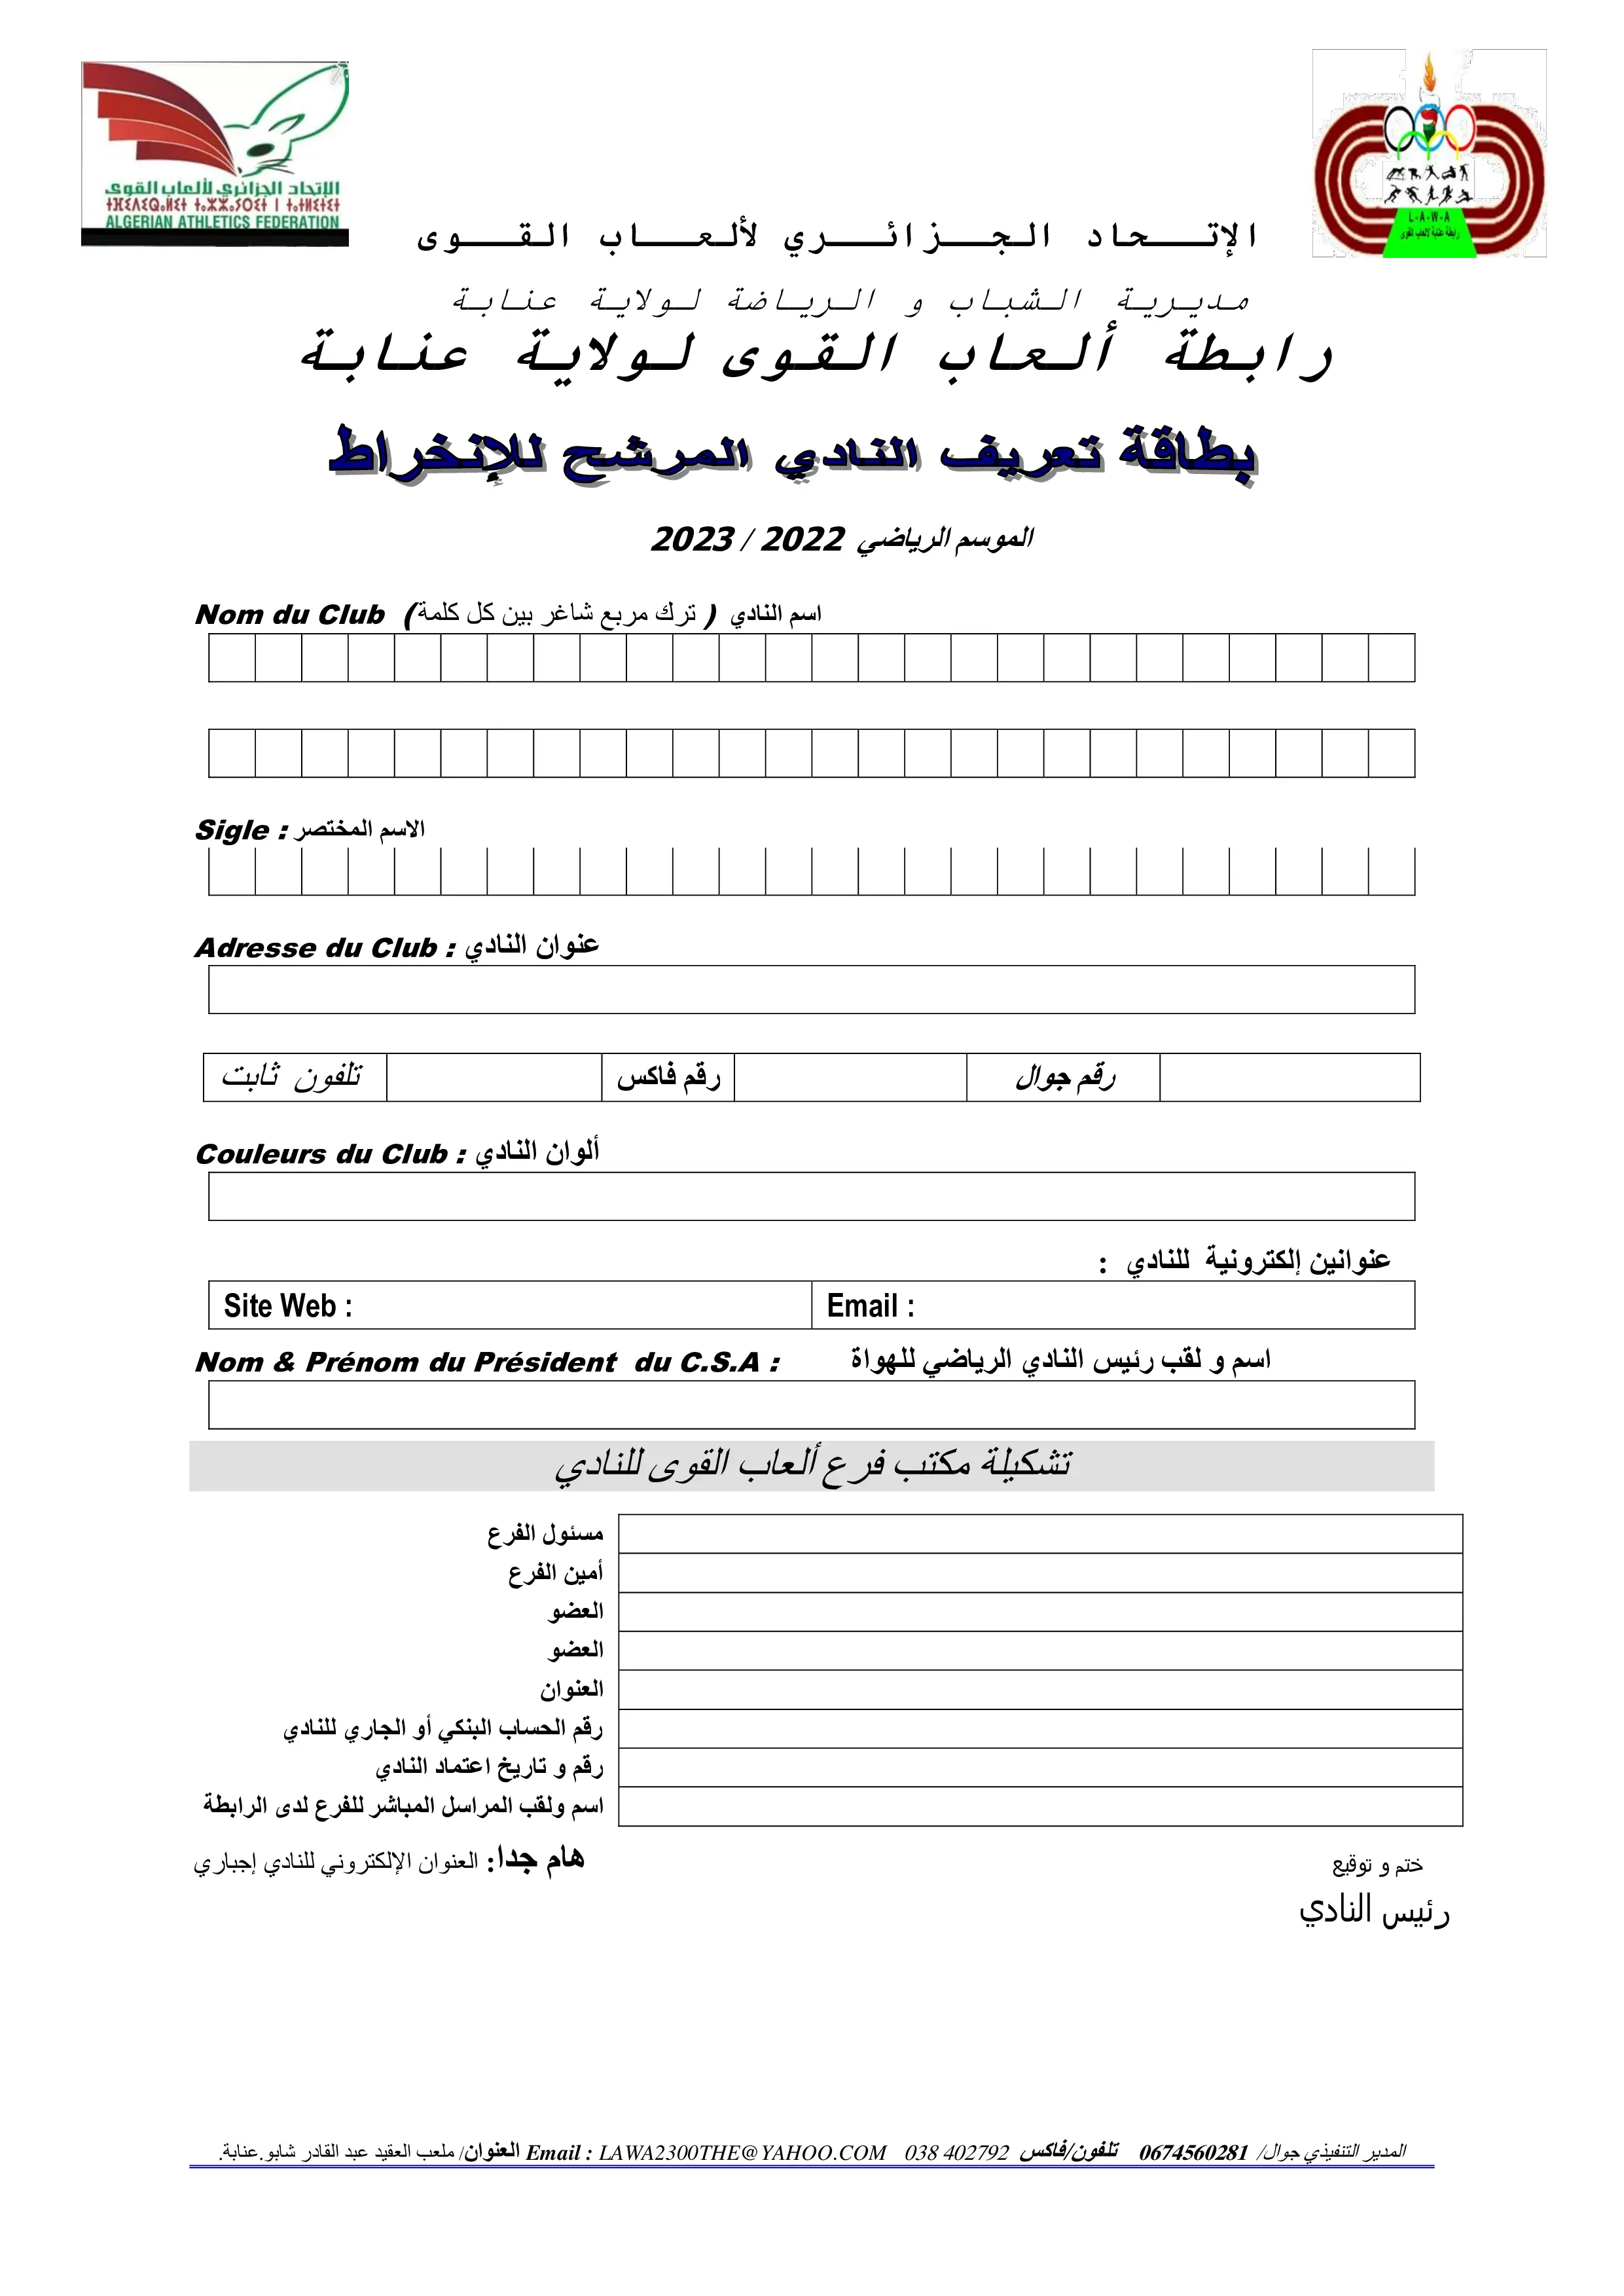 الإتحاد الجزائري لألعاب القوى
ALGERIAN ATHLETICS FEDERATION
L-A-W-A
رابطة عنابة لألعاب القوى
الإتــحاد الجــزائــري لألعــاب القــوى
مديرية الشباب و الرياضة لولاية عنابة
رابطة ألعاب القوى لولاية عنابة
بطاقة تعريف النادي المرشح للإنخراط
الموسم الرياضي 2022 / 2023
Nom du Club (اسم النادي ( ترك مربع شاغر بين كل كلمة
Sigle : الاسم المختصر
Adresse du Club : عنوان النادي
تلفون ثابت رقم فاكس رقم جوال
Couleurs du Club : ألوان النادي
عنوانين إلكترونية للنادي :
Site Web : Email :
Nom & Prénom du Président du C.S.A : اسم و لقب رئيس النادي الرياضي للهواة
تشكيلة مكتب فرع ألعاب القوى للنادي
مسئول الفرع
أمين الفرع
العضو
العضو
العنوان
رقم الحساب البنكي أو الجاري للنادي
رقم و تاريخ اعتماد النادي
اسم ولقب المراسل المباشر للفرع لدى الرابطة
هام جدا: العنوان الإلكتروني للنادي إجباري
ختم و توقيع
رئيس النادي
المدير التنفيذي جوال/ 0674560281 تلفون/فاكس 038 402792 Email : LAWA2300THE@YAHOO.COM العنوان/ ملعب العقيد عبد القادر شابو.عنابة.